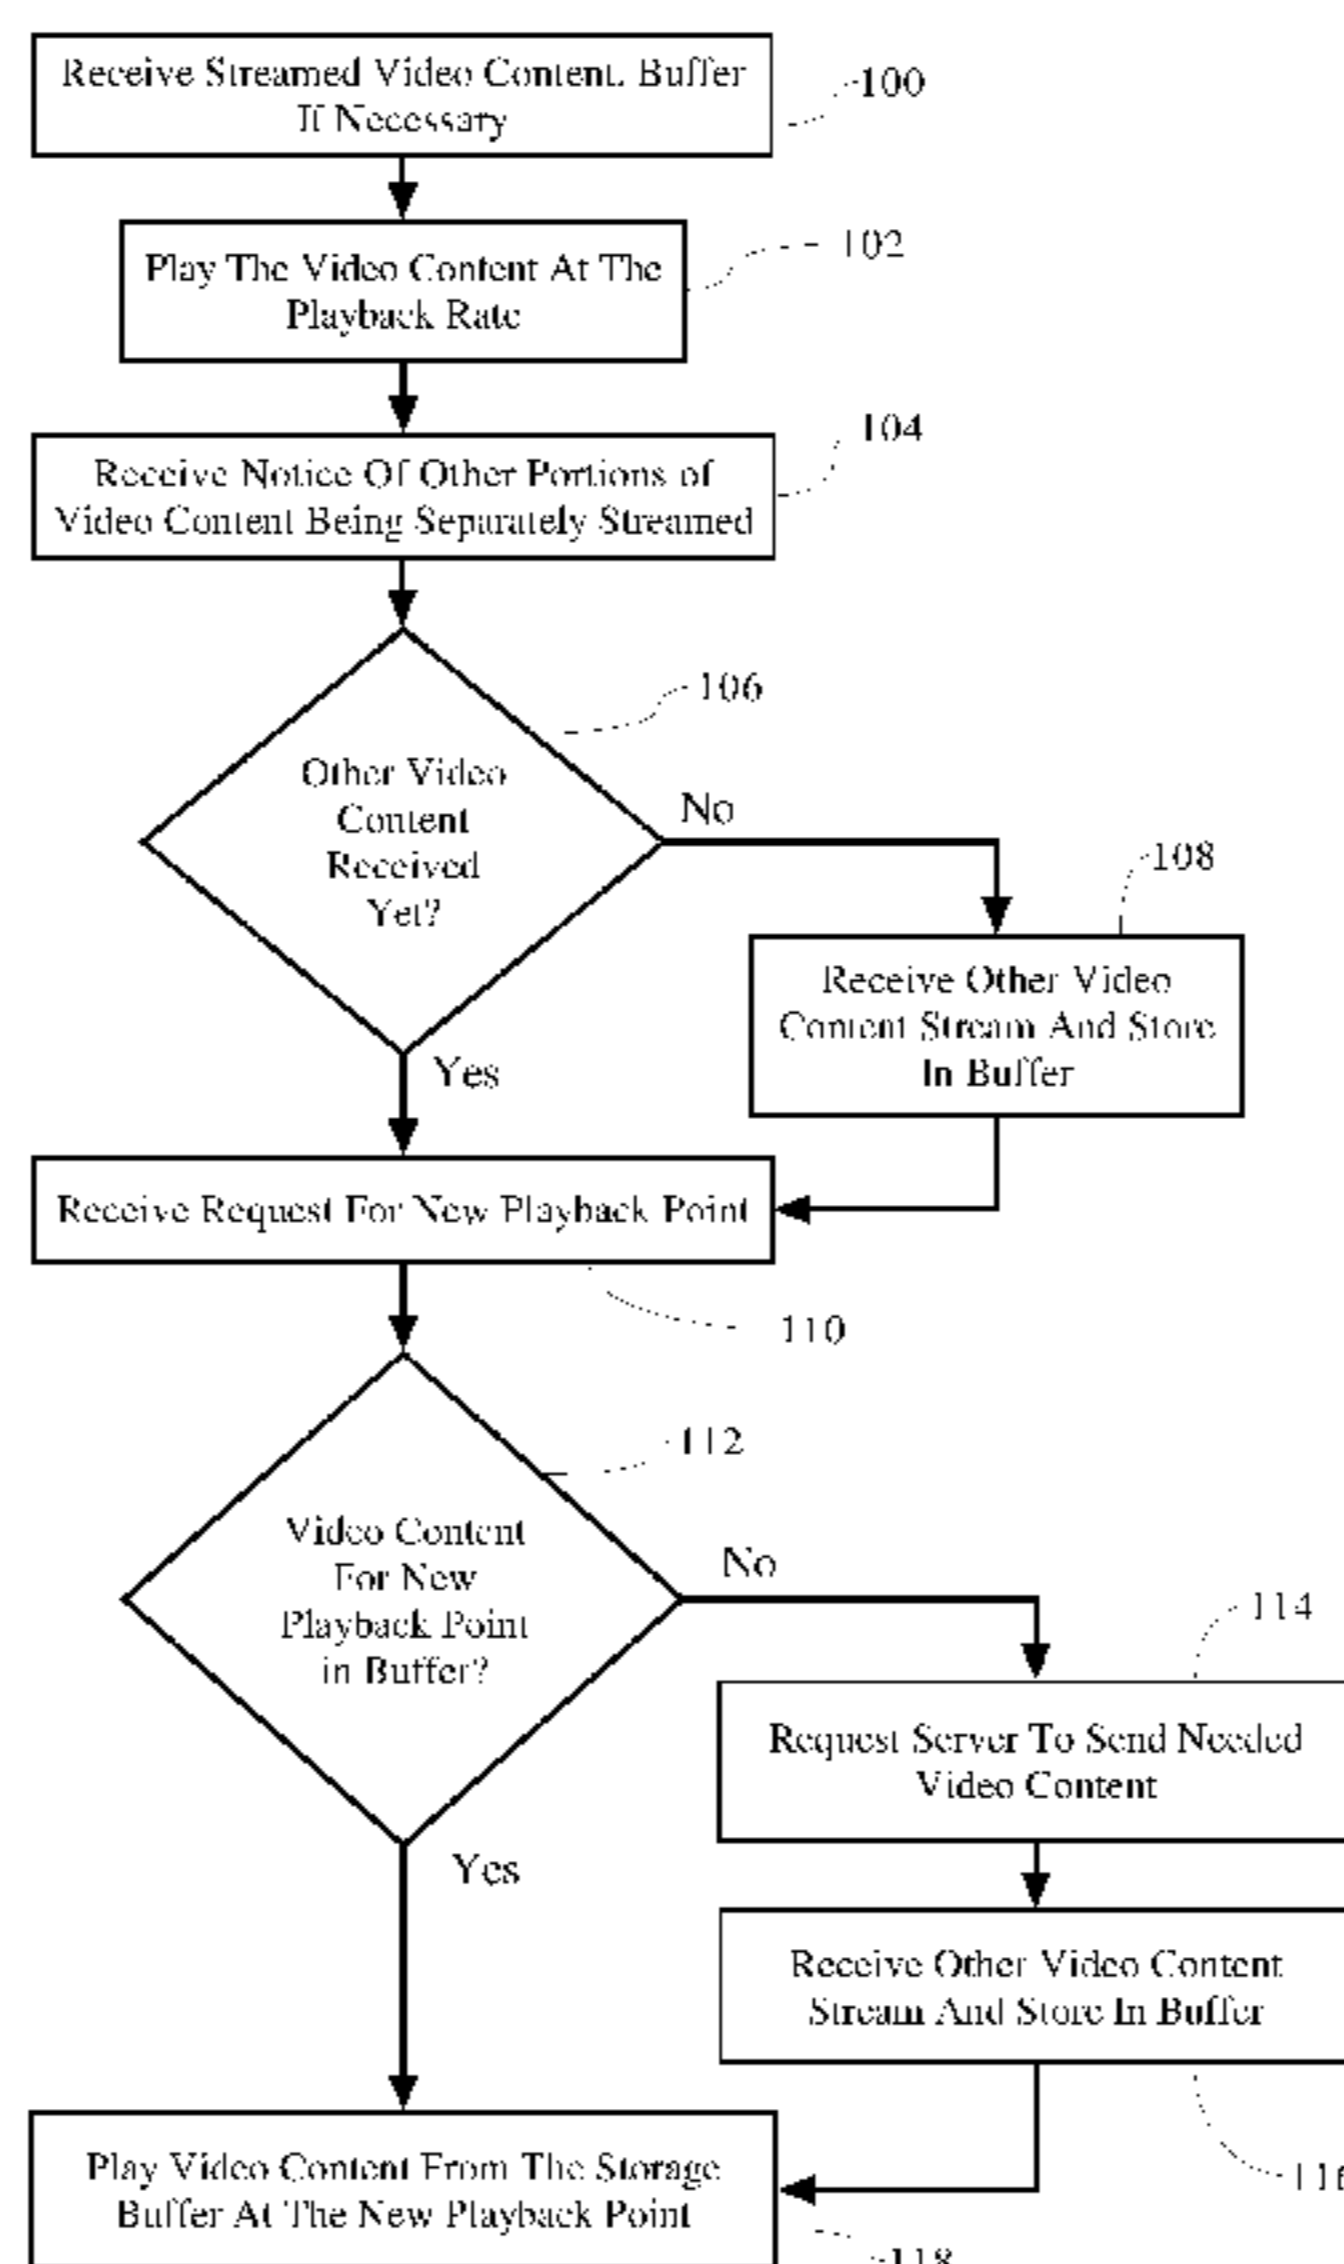 Receive Streamed Video Content. Buffer
If Necessary
100
Play The Video Content At The
Playback Rate
102
Receive Notice Of Other Portions of
Video Content Being Separately Streamed
104
106
Other Video
Content
Received
Yet?
No
108
Receive Other Video
Content Stream And Store
In Buffer
Yes
Receive Request For New Playback Point
110
112
Video Content
For New
Playback Point
in Buffer?
No
114
Request Server To Send Needed
Video Content
Yes
Receive Other Video Content
Stream And Store In Buffer
116
Play Video Content From The Storage
Buffer At The New Playback Point
118